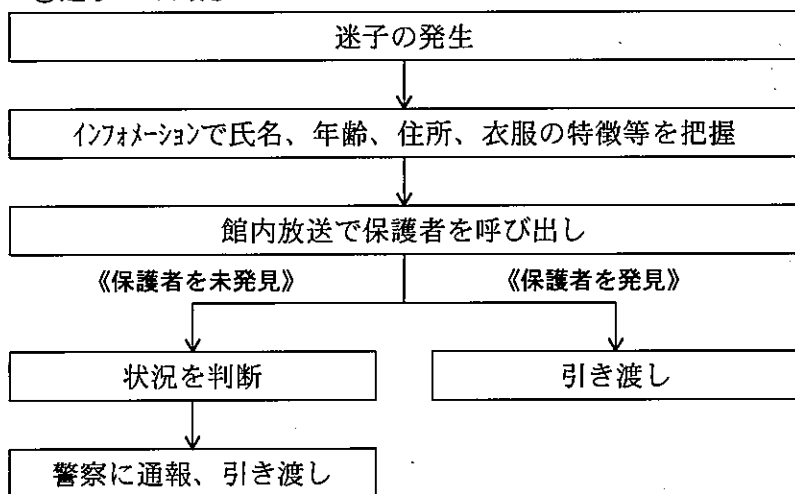 迷子の発生
インフォメーションで氏名、年齢、住所、衣服の特徴等を把握
館内放送で保護者を呼び出し
《保護者を未発見》 《保護者を発見》
状況を判断 引き渡し
警察に通報、引き渡し